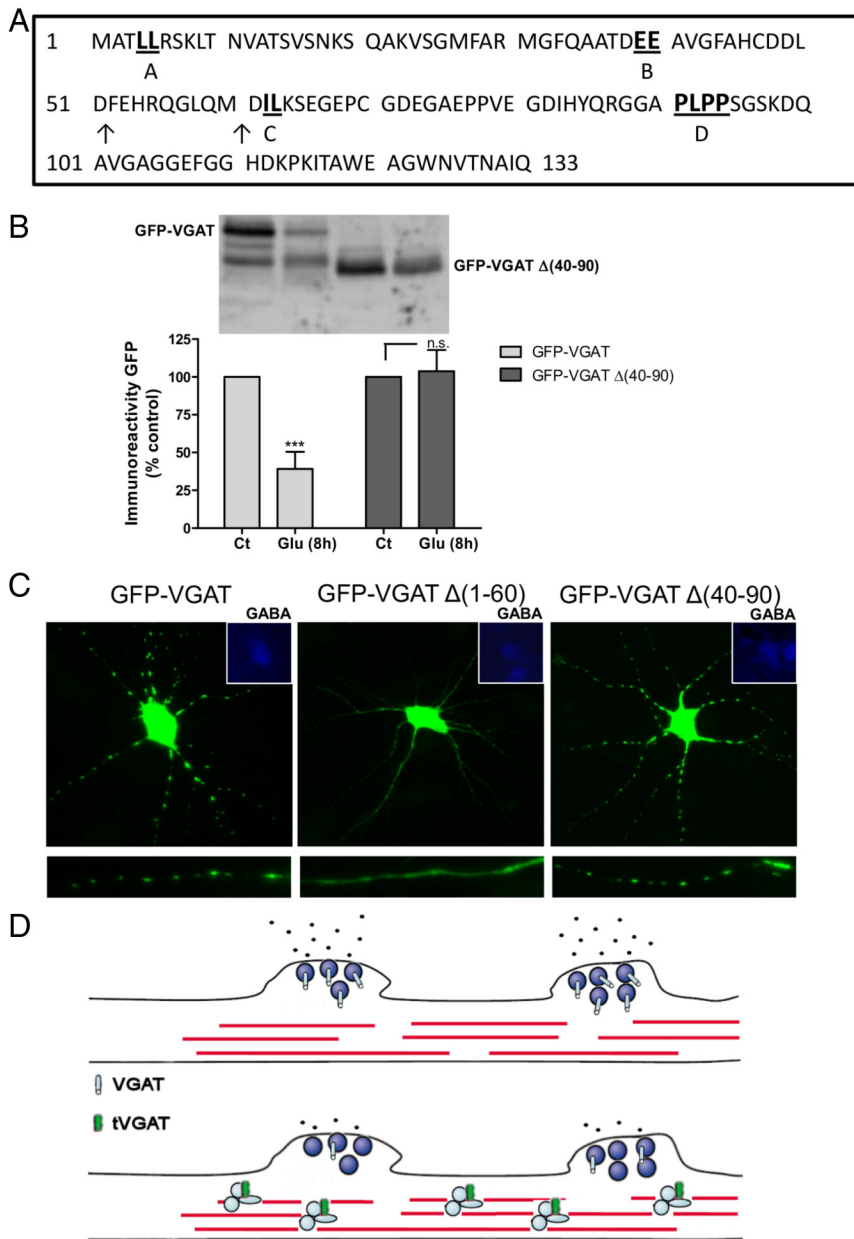 A
1 MATLLRSKLT NVATSVSNKS QAKVSGMFAR MGFQAATDEE AVGFAHCDDL
A B
51 DFEHRQGLQM DILKSEGEPC GDEGAEPPVE GDIHYQRGGA PLPPSGSKDQ
↑ ↑ C D
101 AVGAGGEFGG HDKPKITAWE AGWNVTNAIQ 133
B
GFP-VGAT
GFP-VGAT Δ(40-90)
Immunoreactivity GFP
(% control)
125
100
75
50
25
0
***
n.s.
Ct Glu (8h) Ct Glu (8h)
GFP-VGAT
GFP-VGAT Δ(40-90)
C
GFP-VGAT GFP-VGAT Δ(1-60) GFP-VGAT Δ(40-90)
GABA GABA GABA
D
VGAT
tVGAT